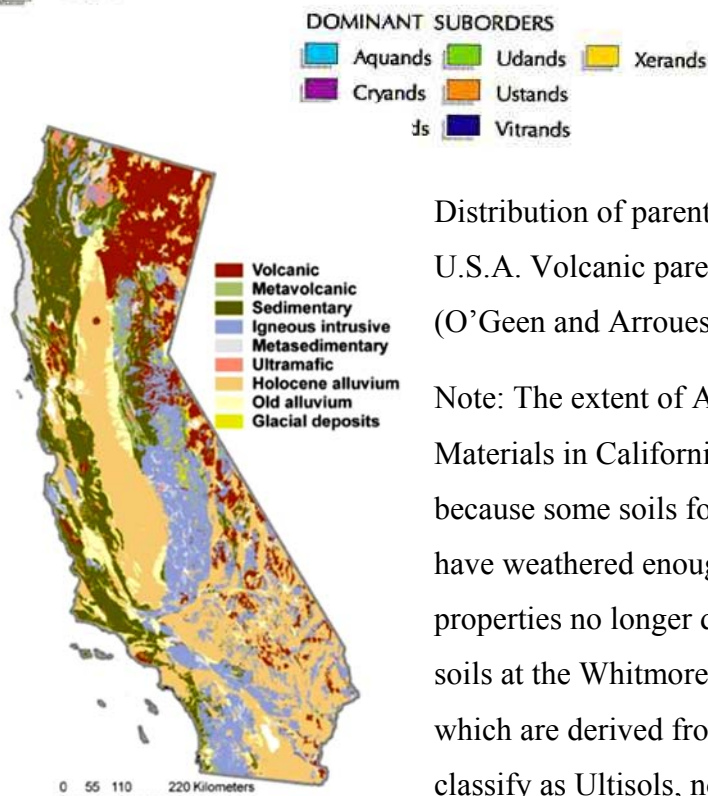 DOMINANT SUBORDERS
Aquands Udands Xerands
Cryands Ustands
ds Vitrands
Distribution of parent
U.S.A. Volcanic pare
(O’Geen and Arroues
Note: The extent of A
Materials in Californi
because some soils fo
have weathered enoug
properties no longer d
soils at the Whitmore
which are derived fro
classify as Ultisols, no
Volcanic
Metavolcanic
Sedimentary
Igneous intrusive
Metasedimentary
Ultramafic
Holocene alluvium
Old alluvium
Glacial deposits
0 55 110 220 Kilometers